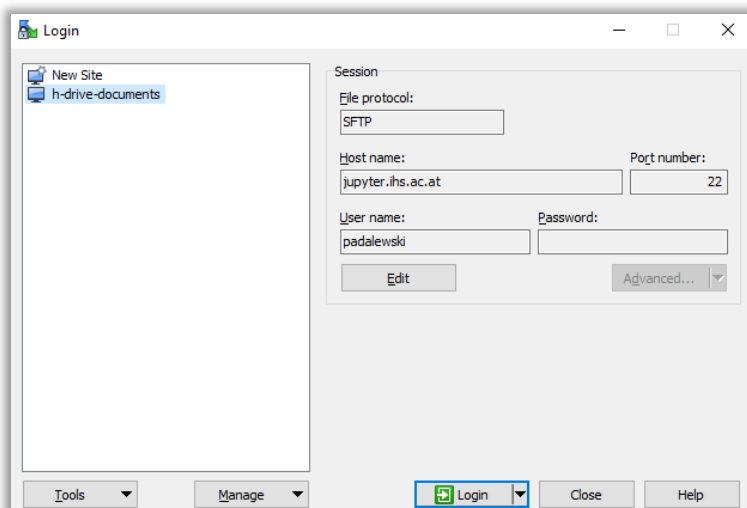 Login
New Site
h-drive-documents
Session
File protocol:
SFTP
Host name:
Port number:
jupyter.ihs.ac.at
22
User name:
Password:
padalewski
Edit
Advanced...
Tools
Manage
Login
Close
Help